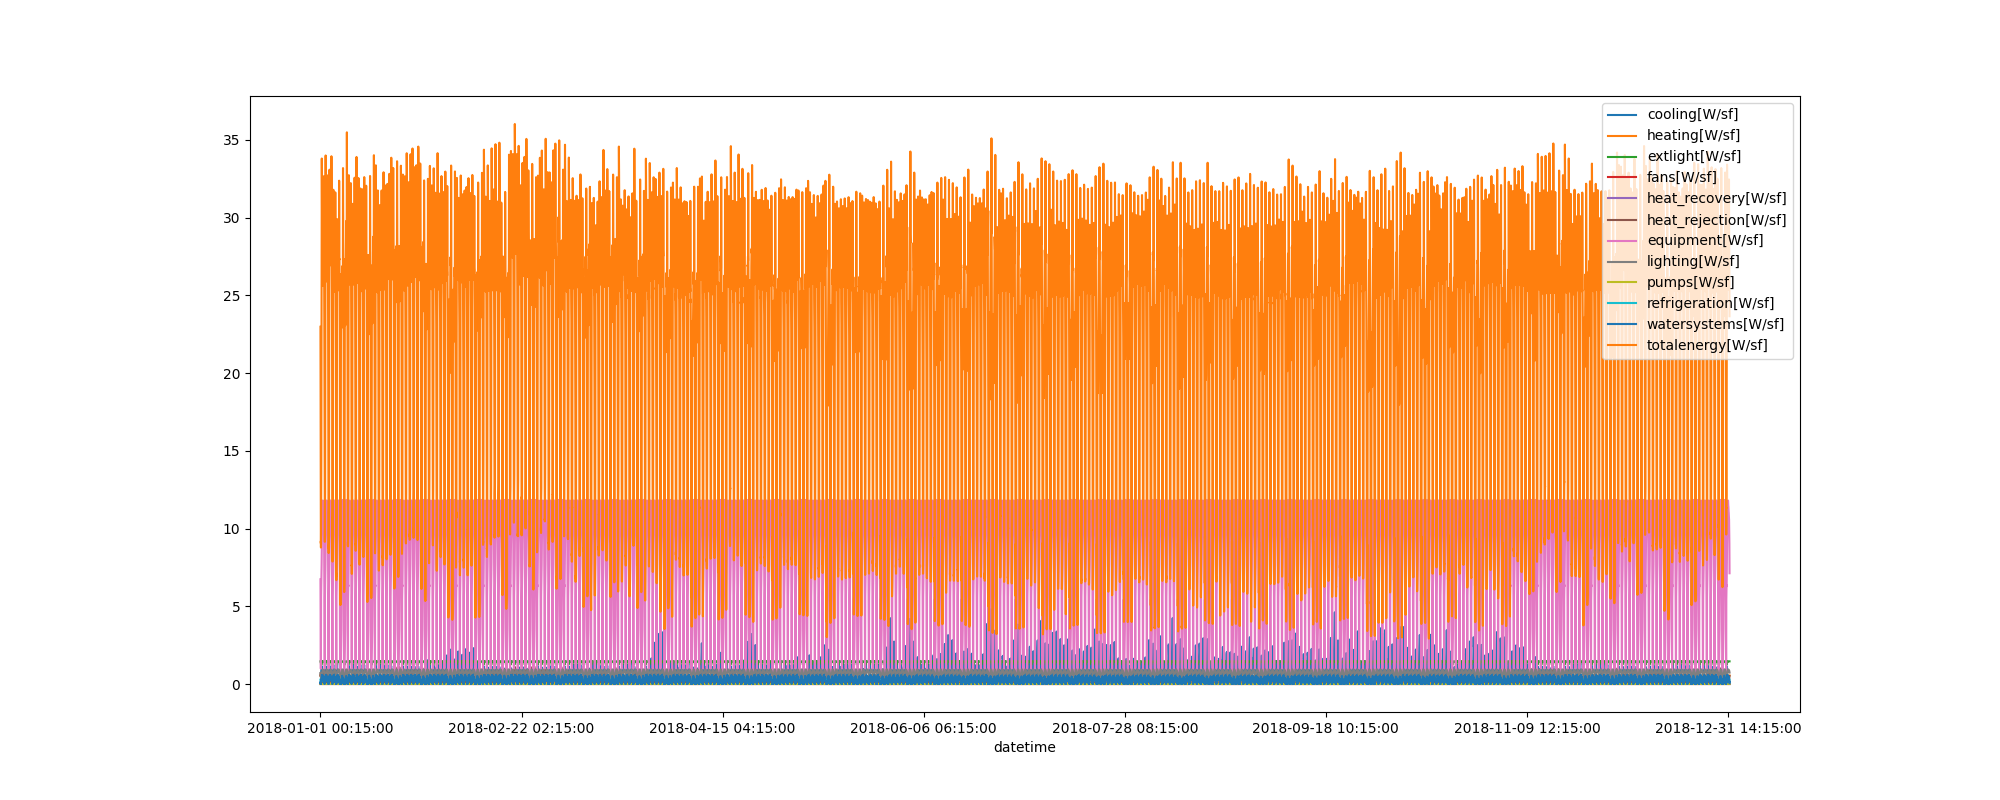 35
30
25
20
15
10
5
0
cooling[W/sf]
heating[W/sf]
extlight[W/sf]
fans[W/sf]
heat_recovery[W/sf]
heat_rejection[W/sf]
equipment[W/sf]
lighting[W/sf]
pumps[W/sf]
refrigeration[W/sf]
watersystems[W/sf]
totalenergy[W/sf]
2018-01-01 00:15:00 2018-02-22 02:15:00 2018-04-15 04:15:00 2018-06-06 06:15:00 2018-07-28 08:15:00 2018-09-18 10:15:00 2018-11-09 12:15:00 2018-12-31 14:15:00
datetime